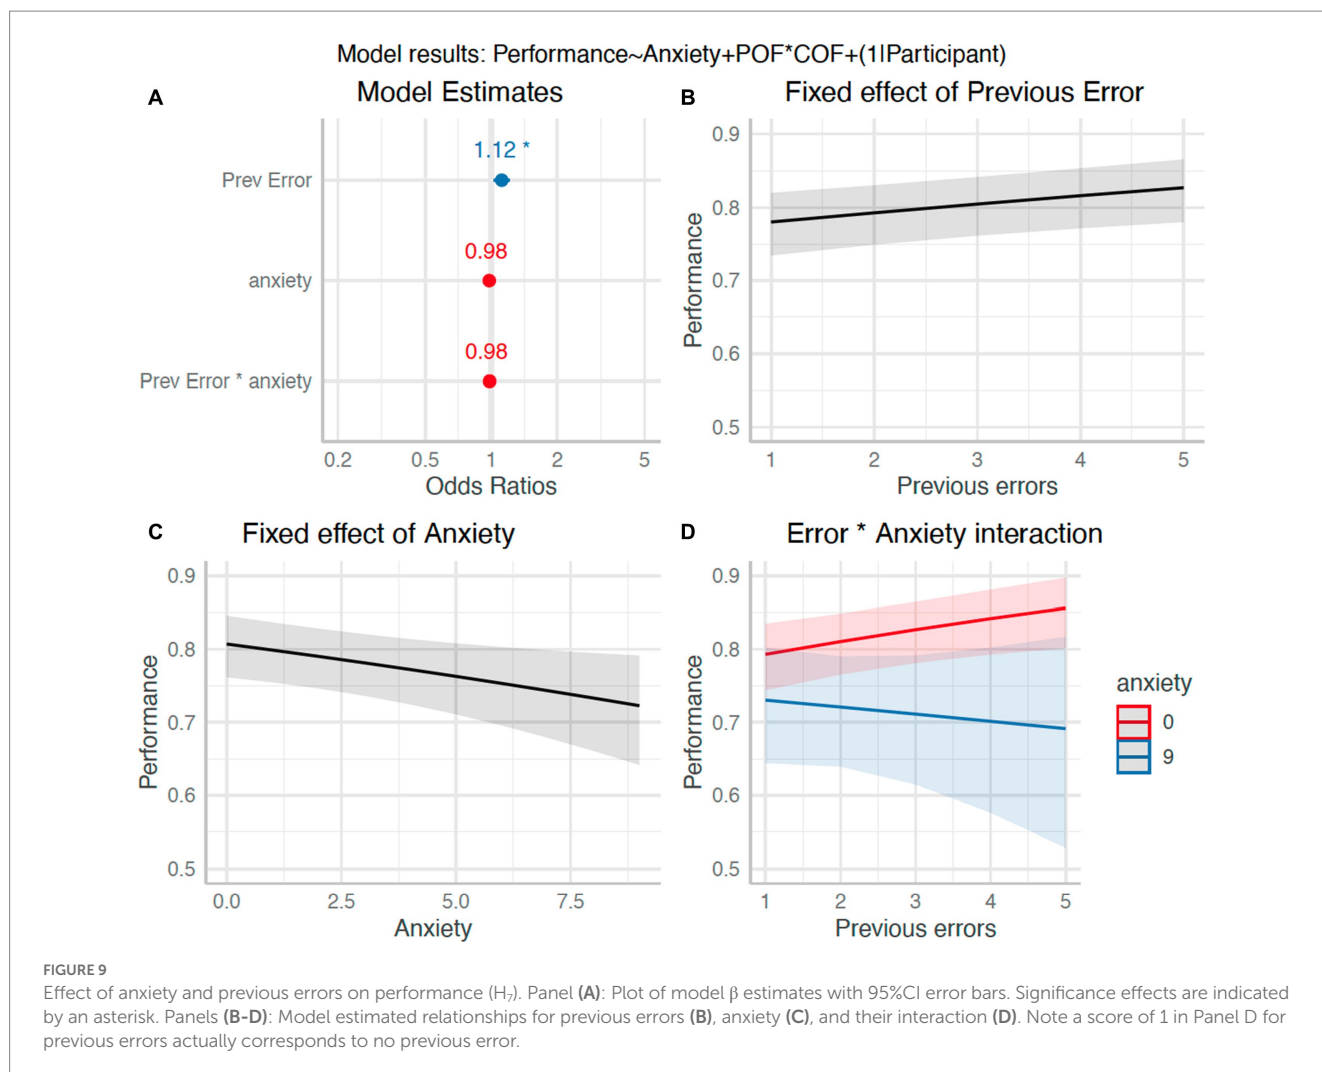 Model results: Performance~Anxiety+POF*COF+(1|Participant)
A
Model Estimates
1.12 *
Prev Error
0.98
anxiety
0.98
Prev Error * anxiety
0.2 0.5 1 2 5
Odds Ratios
B
Fixed effect of Previous Error
0.9
0.8
0.7
0.6
0.5
Performance
1 2 3 4 5
Previous errors
C
Fixed effect of Anxiety
0.9
0.8
0.7
0.6
0.5
Performance
0.0 2.5 5.0 7.5
Anxiety
D
Error * Anxiety interaction
0.9
0.8
0.7
0.6
0.5
Performance
1 2 3 4 5
Previous errors
anxiety
0
9
FIGURE 9
Effect of anxiety and previous errors on performance (H₇). Panel (A): Plot of model β estimates with 95%CI error bars. Significance effects are indicated
by an asterisk. Panels (B-D): Model estimated relationships for previous errors (B), anxiety (C), and their interaction (D). Note a score of 1 in Panel D for
previous errors actually corresponds to no previous error.